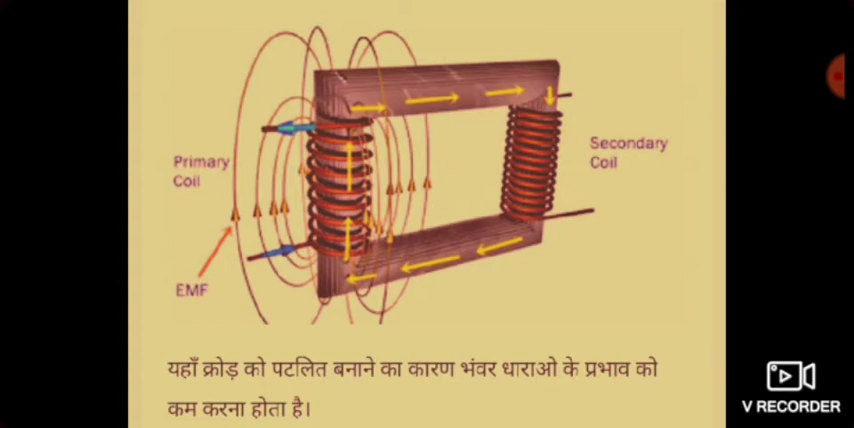 Primary
Coil
EMF
Secondary
Coil
यहाँ क्रोड़ को पटलित बनाने का कारण भंवर धाराओ के प्रभाव को
कम करना होता है।
V RECORDER